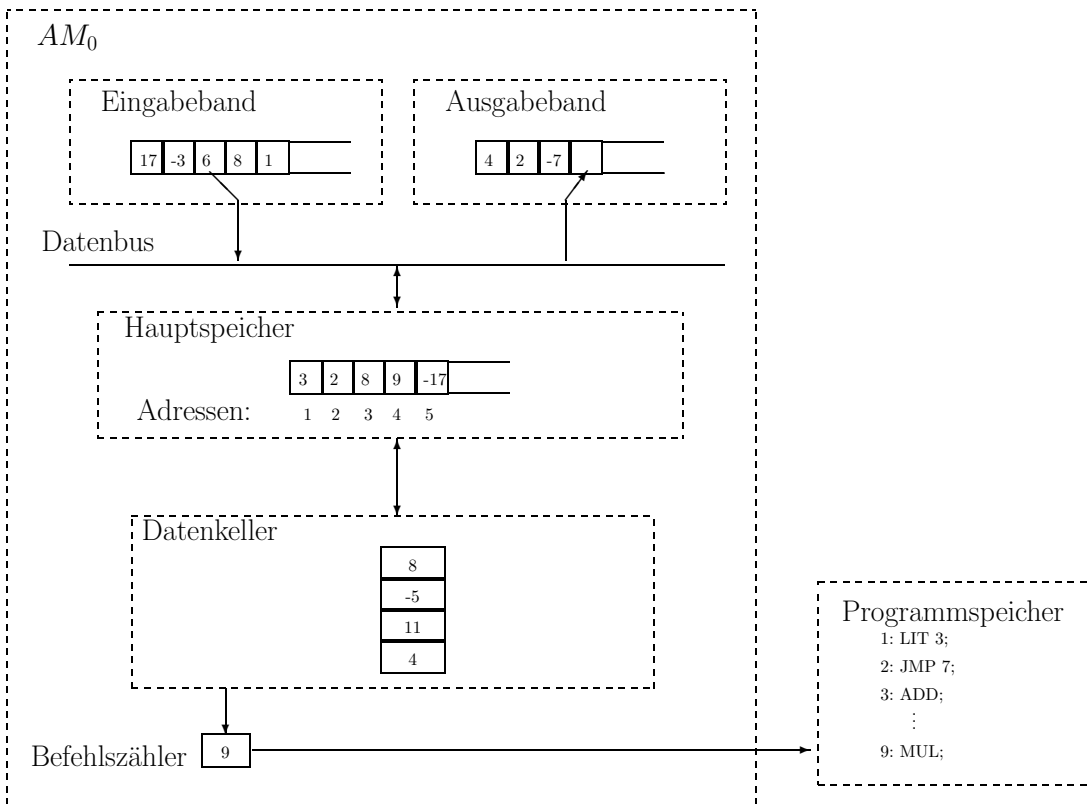 AM0
Eingabeband
Ausgabeband
17 -3 6 8 1
4 2 -7
Datenbus
Hauptspeicher
3 2 8 9 -17
Adressen: 1 2 3 4 5
Datenkeller
8
-5
11
4
Programmspeicher
1: LIT 3;
2: JMP 7;
3: ADD;
⋮
9: MUL;
Befehlszähler 9